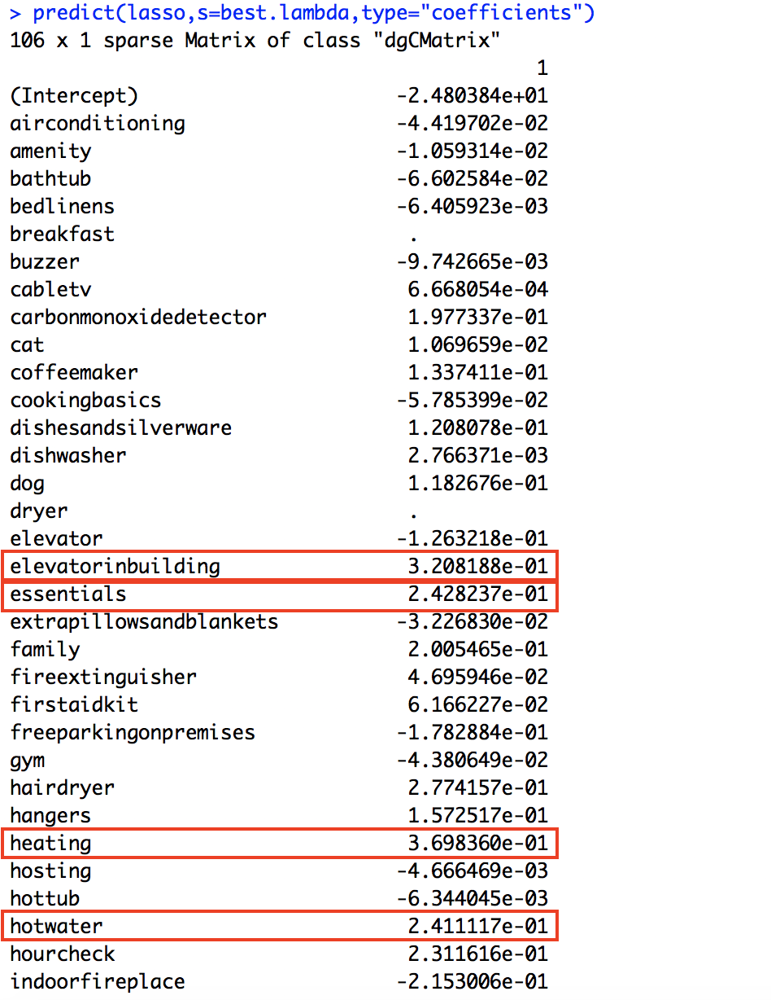 > predict(lasso,s=best.lambda,type="coefficients")
106 x 1 sparse Matrix of class "dgCMatrix"
1
(Intercept) -2.480384e+01
airconditioning -4.419702e-02
amenity -1.059314e-02
bathtub -6.602584e-02
bedlinens -6.405923e-03
breakfast .
buzzer -9.742665e-03
cabletv 6.668054e-04
carbonmonoxidedetector 1.977337e-01
cat 1.069659e-02
coffeemaker 1.337411e-01
cookingbasics -5.785399e-02
dishesandsilverware 1.208078e-01
dishwasher 2.766371e-03
dog 1.182676e-01
dryer .
elevator -1.263218e-01
elevatorinbuilding 3.208188e-01
essentials 2.428237e-01
extrapillowsandblankets -3.226830e-02
family 2.005465e-01
fireextinguisher 4.695946e-02
firstaidkit 6.166227e-02
freeparkingonpremises -1.782884e-01
gym -4.380649e-02
hairdryer 2.774157e-01
hangers 1.572517e-01
heating 3.698360e-01
hosting -4.666469e-03
hottub -6.344045e-03
hotwater 2.411117e-01
hourcheck 2.311616e-01
indoorfireplace -2.153006e-01